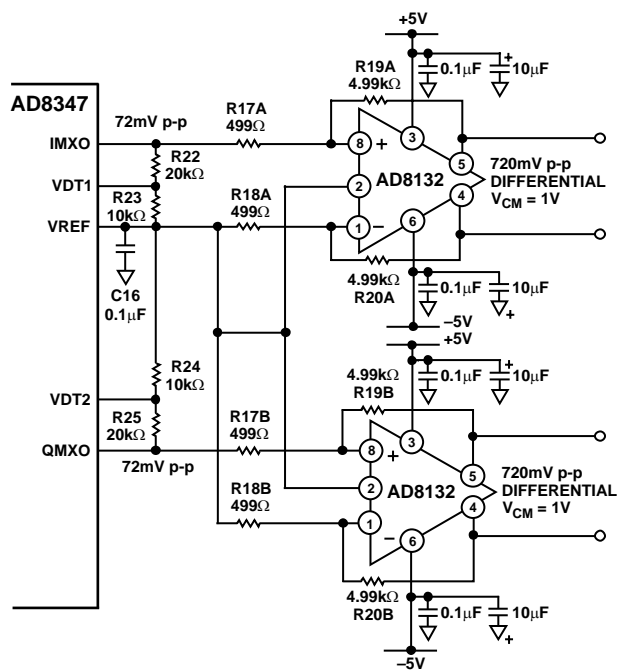 +5V
R19A
4.99kΩ
0.1μF
+
10μF
AD8347
R17A
499Ω
72mV p-p
IMXO
8
+
3
R22
20kΩ
5
720mV p-p
DIFFERENTIAL
VCM = 1V
VDT1
2
AD8132
4
R23
10kΩ
R18A
499Ω
VREF
1
–
6
C16
0.1μF
4.99kΩ
R20A
0.1μF
10μF
+
–5V
+5V
R24
10kΩ
4.99kΩ
R19B
0.1μF
+
10μF
VDT2
R25
20kΩ
R17B
499Ω
QMXO
72mV p-p
8
+
3
5
720mV p-p
DIFFERENTIAL
VCM = 1V
2
AD8132
4
R18B
499Ω
1
–
6
4.99kΩ
R20B
0.1μF
10μF
+
–5V